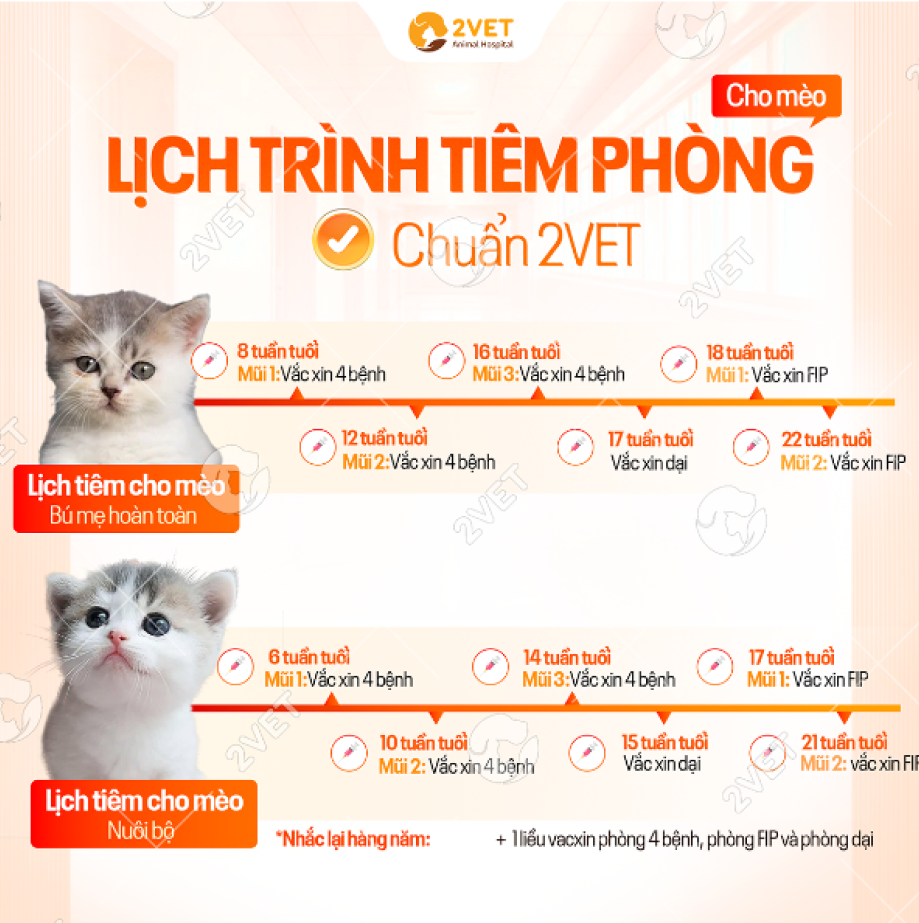 2VET
Animal Hospital
Cho mèo
LỊCH TRÌNH TIÊM PHÒNG
Chuẩn 2VET
8 tuần tuổi
Mũi 1:Vắc xin 4 bệnh
16 tuần tuổi
Mũi 3:Vắc xin 4 bệnh
18 tuần tuổi
Mũi 1: Vắc xin FIP
12 tuần tuổi
Mũi 2:Vắc xin 4 bệnh
17 tuần tuổi
Vắc xin dại
22 tuần tuổi
Mũi 2: Vắc xin FIP
Lịch tiêm cho mèo
Bú mẹ hoàn toàn
6 tuần tuổi
Mũi 1:Vắc xin 4 bệnh
14 tuần tuổi
Mũi 3:Vắc xin 4 bệnh
17 tuần tuổi
Mũi 1: Vắc xin FIP
10 tuần tuổi
Mũi 2: Vắc xin 4 bệnh
15 tuần tuổi
Vắc xin dại
21 tuần tuổi
Mũi 2: vắc xin FIP
Lịch tiêm cho mèo
Nuôi bộ
*Nhắc lại hàng năm:
+ 1 liều vacxin phòng 4 bệnh, phòng FIP và phòng dại
2VET
2VET
2VET
2VET
2VET